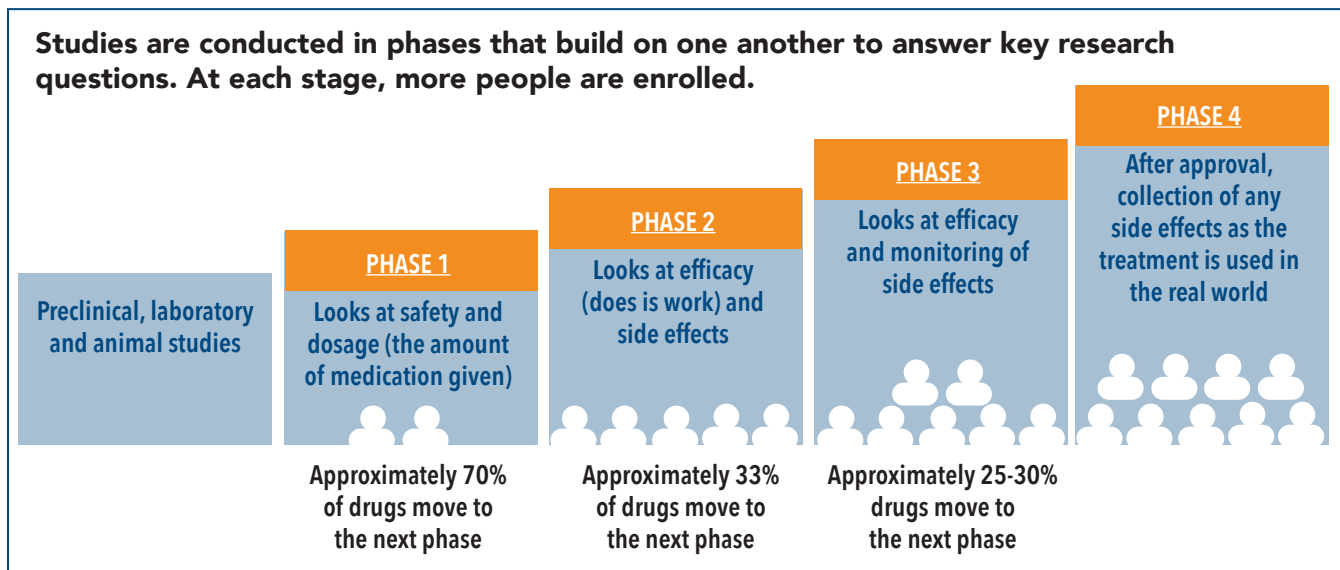 Studies are conducted in phases that build on one another to answer key research
questions. At each stage, more people are enrolled.
Preclinical, laboratory
and animal studies
PHASE 1
Looks at safety and
dosage (the amount
of medication given)
Approximately 70%
of drugs move to
the next phase
PHASE 2
Looks at efficacy
(does is work) and
side effects
Approximately 33%
of drugs move to
the next phase
PHASE 3
Looks at efficacy
and monitoring of
side effects
Approximately 25-30%
drugs move to
the next phase
PHASE 4
After approval,
collection of any
side effects as the
treatment is used in
the real world